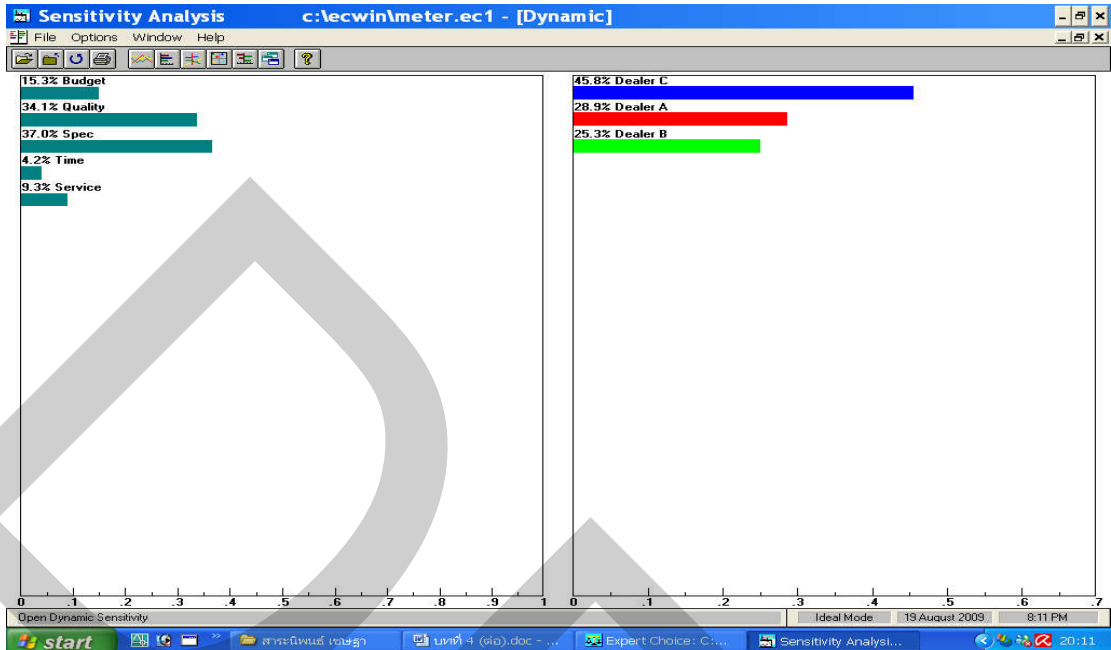 Sensitivity Analysis c:\ecwin\meter.ec1 - [Dynamic]
File Options Window Help
15.3% Budget
34.1% Quality
37.0% Spec
4.2% Time
9.3% Service
0 .1 .2 .3 .4 .5 .6 .7 .8 .9 1
45.8% Dealer C
28.9% Dealer A
25.3% Dealer B
0 .1 .2 .3 .4 .5 .6 .7
Open Dynamic Sensitivity
Ideal Mode 19 August 2009 8:11 PM
start สาระนิพนธ์ เชษฐา บทที่ 4 (ต่อ).doc - ... Expert Choice: C:... Sensitivity Analysi... 20:11